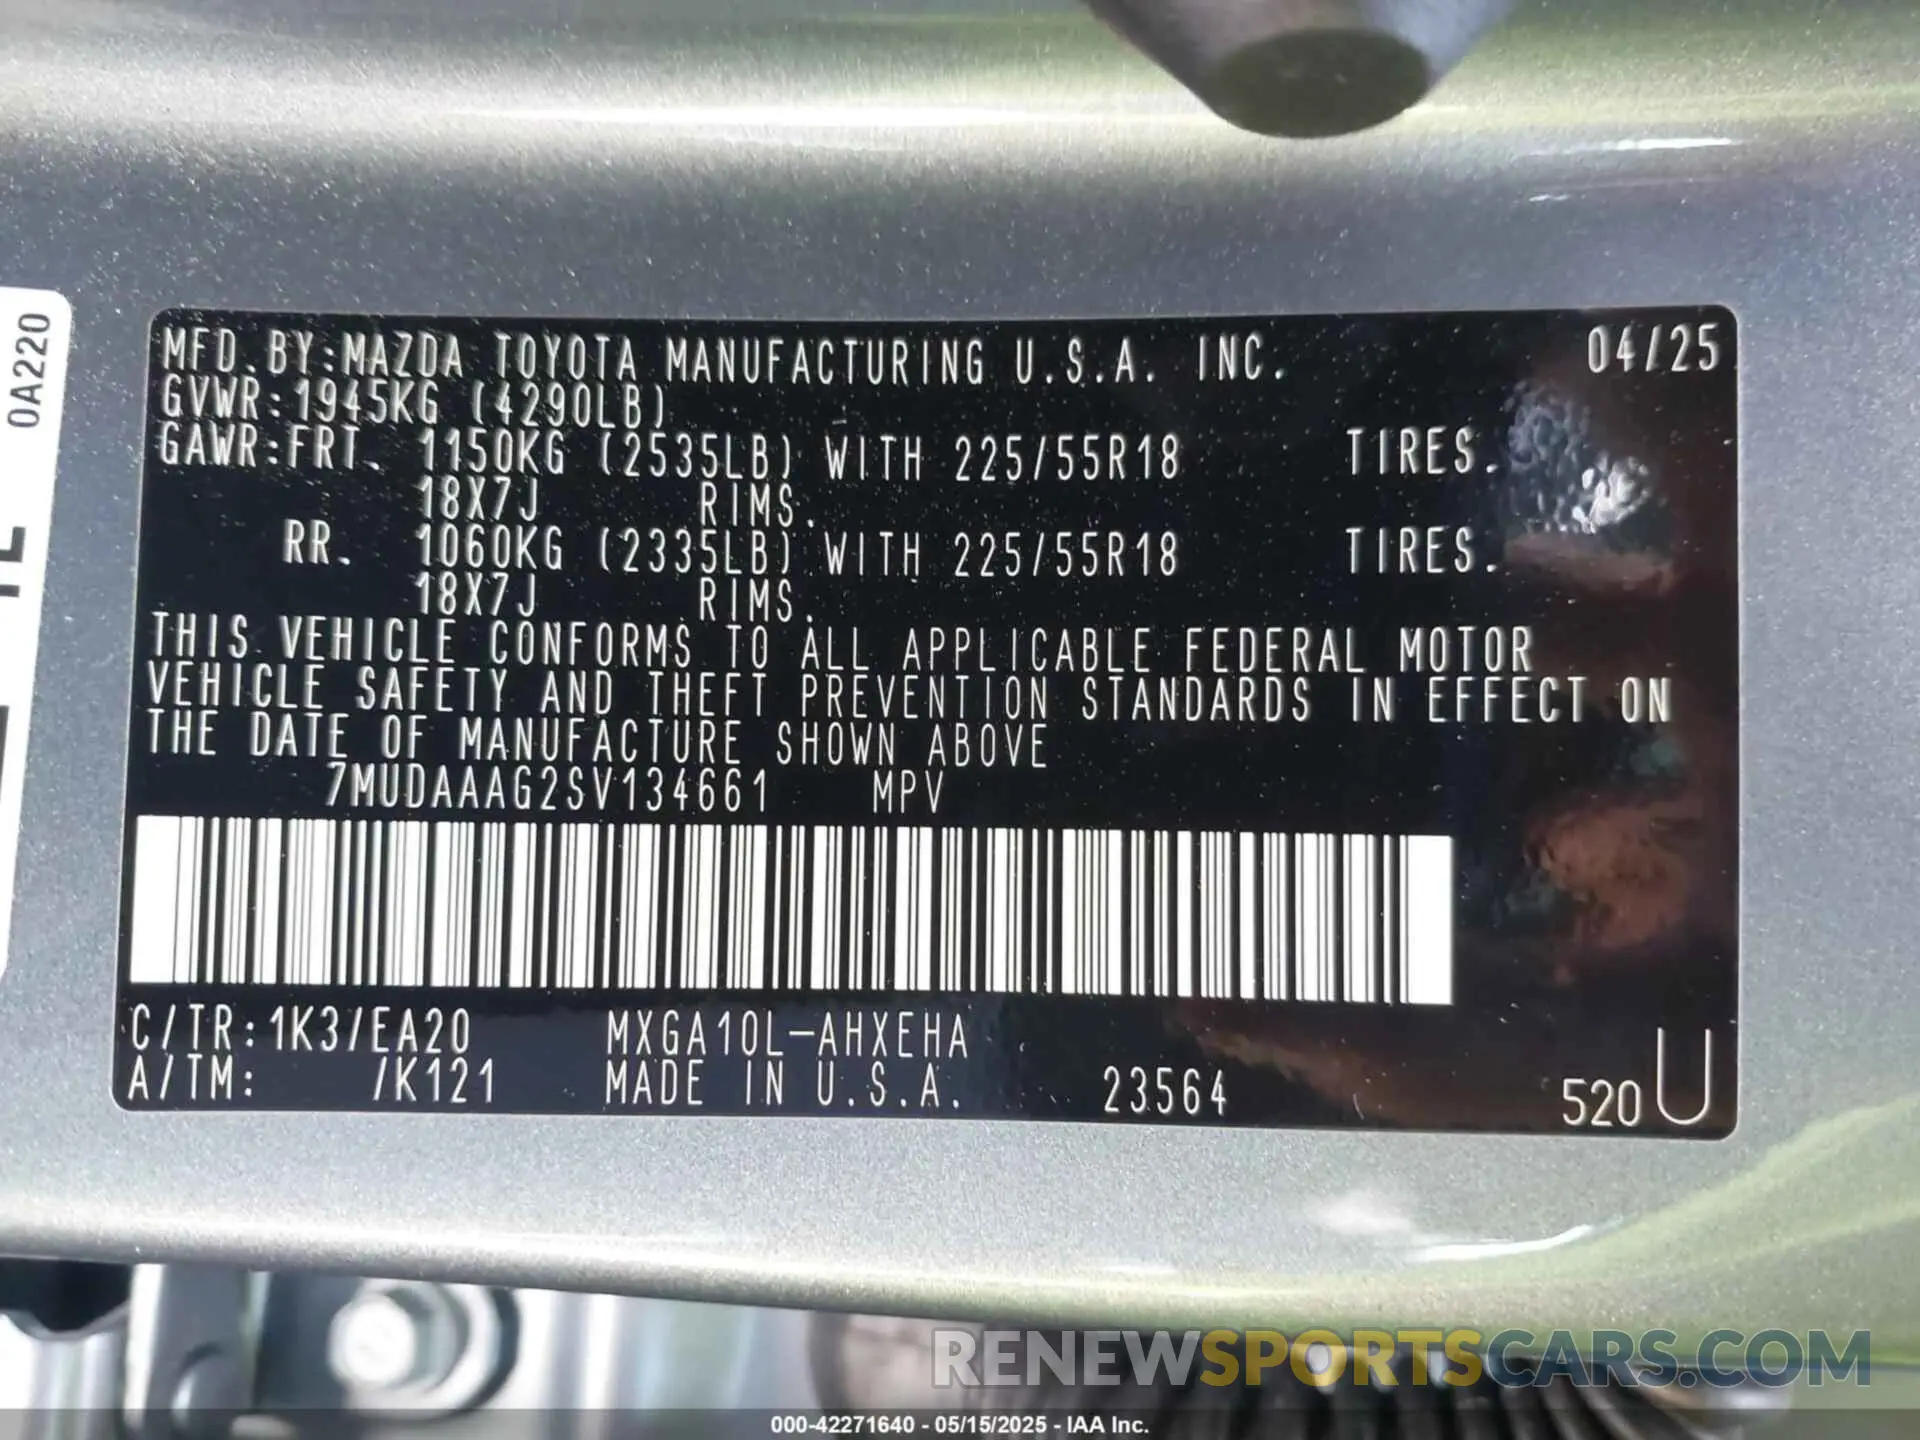 0A220
MFD. BY:MAZDA TOYOTA MANUFACTURING U.S.A. INC. 04/25
GVWR:1945KG (4290LB)
GAWR:FRT. 1150KG (2535LB) WITH 225/55R18 TIRES.
18X7J RIMS.
RR. 1060KG (2335LB) WITH 225/55R18 TIRES.
18X7J RIMS.
THIS VEHICLE CONFORMS TO ALL APPLICABLE FEDERAL MOTOR
VEHICLE SAFETY AND THEFT PREVENTION STANDARDS IN EFFECT ON
THE DATE OF MANUFACTURE SHOWN ABOVE
7MUDAAAG2SV134661 MPV
C/TR:1K3/EA20 MXGA10L-AHXEHA
A/TM: /K121 MADE IN U.S.A. 23564 520 U
RENEWSPORTSCARS.COM
000-42271640 - 05/15/2025 - IAA Inc.